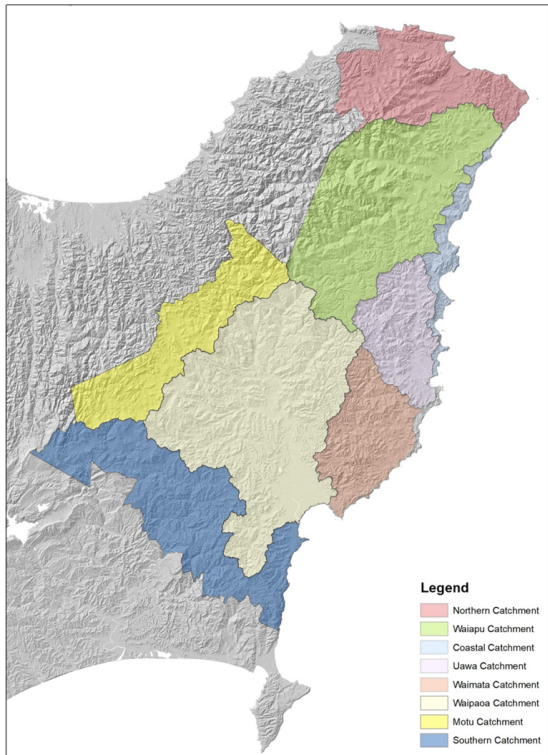 Legend
Northern Catchment
Waiapu Catchment
Coastal Catchment
Uawa Catchment
Waimata Catchment
Waipaoa Catchment
Motu Catchment
Southern Catchment